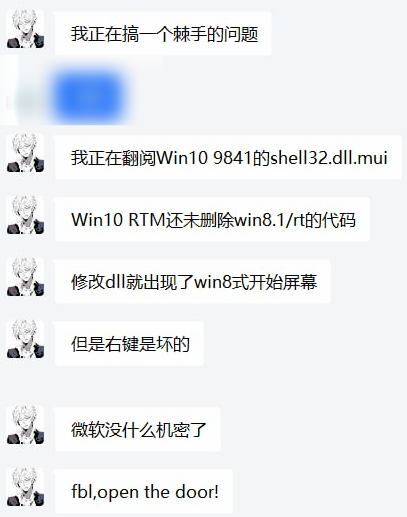 我正在搞一个棘手的问题
我正在翻阅Win10 9841的shell32.dll.mui
Win10 RTM还未删除win8.1/rt的代码
修改dll就出现了win8式开始屏幕
但是右键是坏的
微软没什么机密了
fbl,open the door!